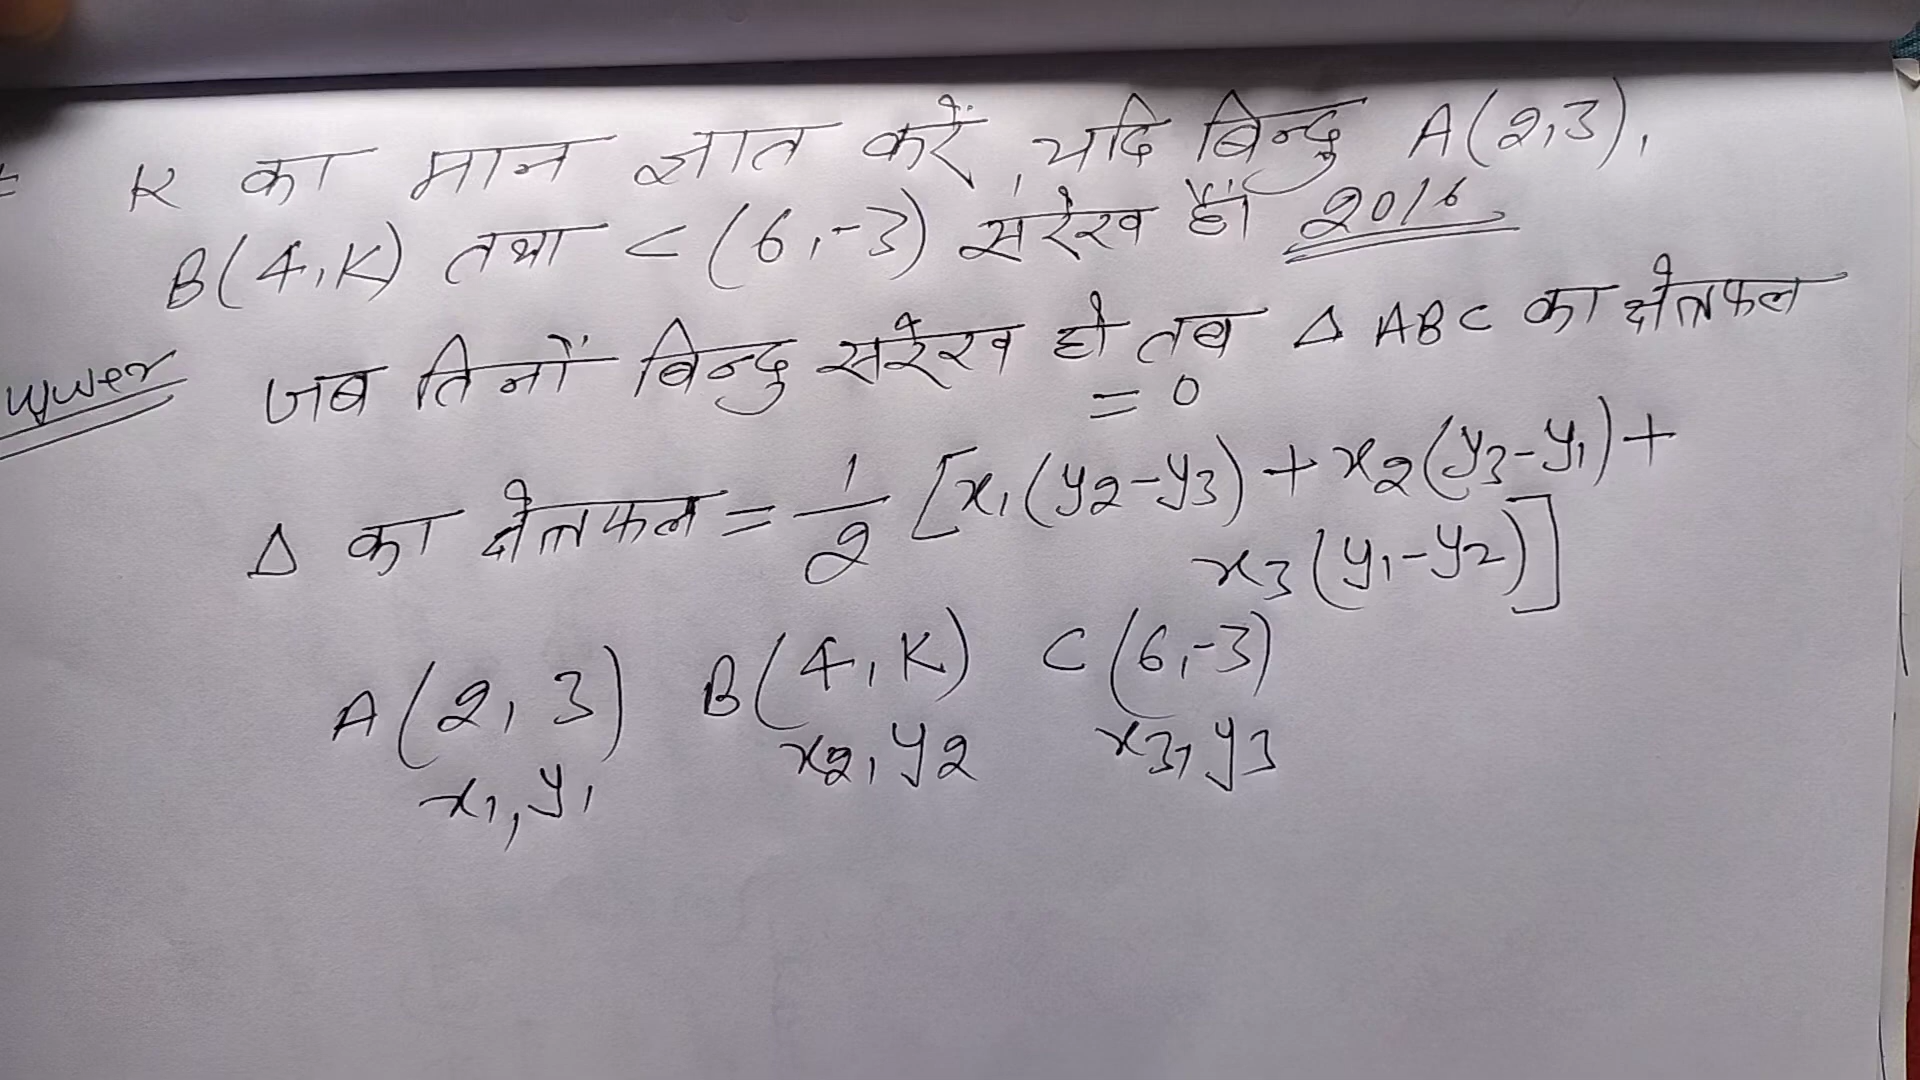 K का मान ज्ञात करें, यदि बिन्दु A(2,3),
B(4,K) तथा C(6,-3) संरेख हैं। 2016
जब तिनों बिन्दु सरेख हो तब Δ ABC का क्षेत्रफल
= 0
Δ का क्षेत्रफल = 1/2 [x₁(y₂-y₃) + x₂(y₃-y₁) +
x₃(y₁-y₂)]
A(2,3) B(4,K) C(6,-3)
x₁,y₁ x₂,y₂ x₃,y₃